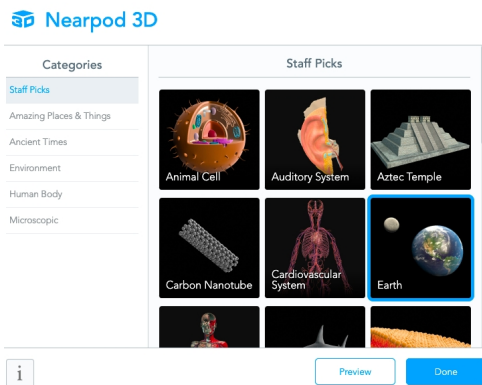 3D Nearpod 3D
Categories
Staff Picks
Amazing Places & Things
Ancient Times
Environment
Human Body
Microscopic
Staff Picks
Animal Cell
Auditory System
Aztec Temple
Carbon Nanotube
Cardiovascular
System
Earth
i
Preview
Done